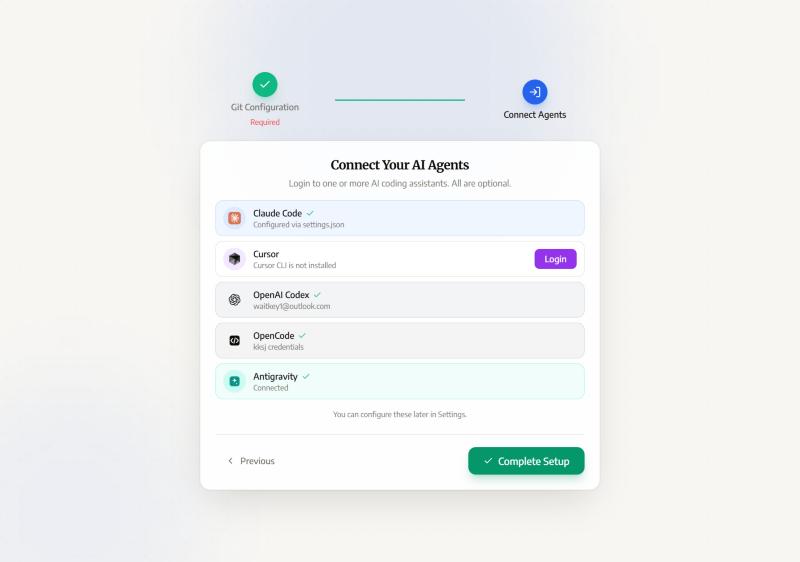 Git Configuration
Required
Connect Agents
Connect Your AI Agents
Login to one or more AI coding assistants. All are optional.
Claude Code
Configured via settings.json
Cursor
Cursor CLI is not installed
Login
OpenAI Codex
waitkey1@outlook.com
OpenCode
kksj credentials
Antigravity
Connected
You can configure these later in Settings.
Previous
Complete Setup